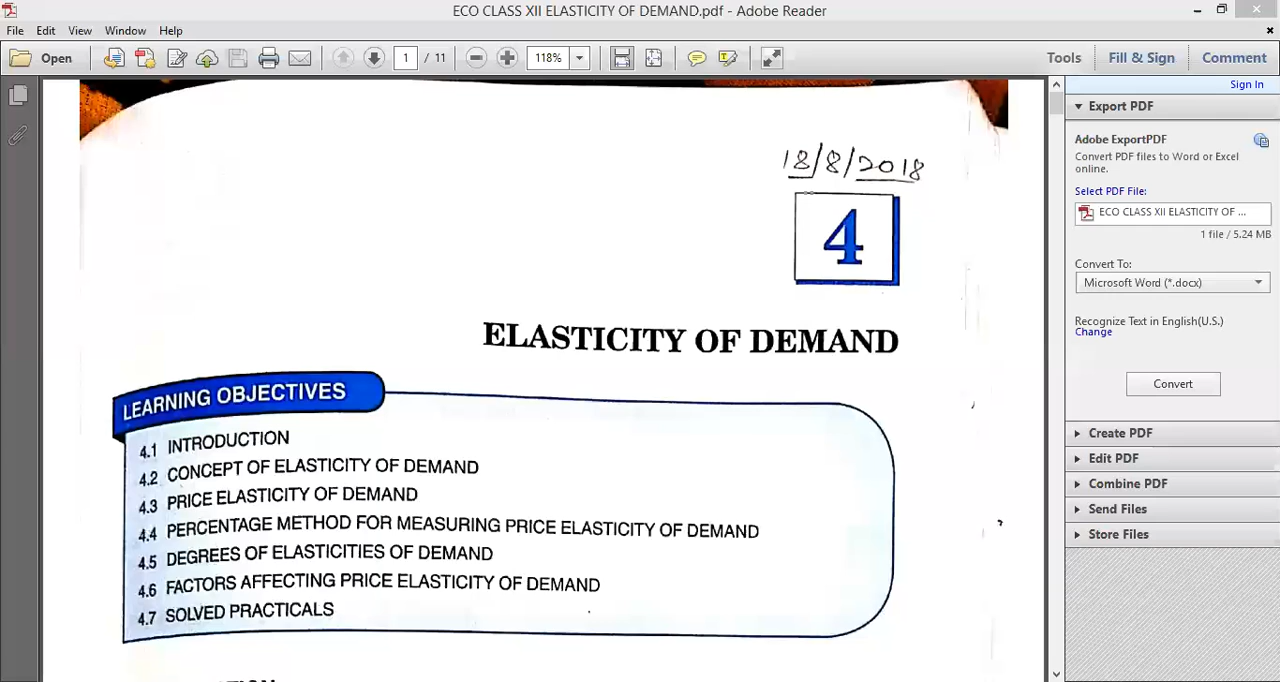 ECO CLASS XII ELASTICITY OF DEMAND.pdf - Adobe Reader
File Edit View Window Help
Open 1 / 11 118% Tools Fill & Sign Comment
Sign In
Export PDF
Adobe ExportPDF
Convert PDF files to Word or Excel
online.
Select PDF File:
ECO CLASS XII ELASTICITY OF ...
1 file / 5.24 MB
Convert To:
Microsoft Word (*.docx)
Recognize Text in English(U.S.)
Change
Convert
Create PDF
Edit PDF
Combine PDF
Send Files
Store Files
18/8/2018
4
ELASTICITY OF DEMAND
LEARNING OBJECTIVES
4.1 INTRODUCTION
4.2 CONCEPT OF ELASTICITY OF DEMAND
4.3 PRICE ELASTICITY OF DEMAND
4.4 PERCENTAGE METHOD FOR MEASURING PRICE ELASTICITY OF DEMAND
4.5 DEGREES OF ELASTICITIES OF DEMAND
4.6 FACTORS AFFECTING PRICE ELASTICITY OF DEMAND
4.7 SOLVED PRACTICALS